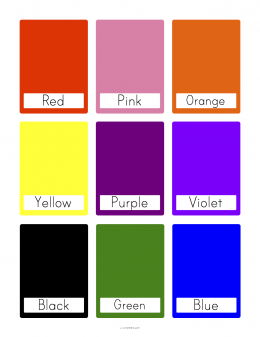 Red Pink Orange
Yellow Purple Violet
Black Green Blue